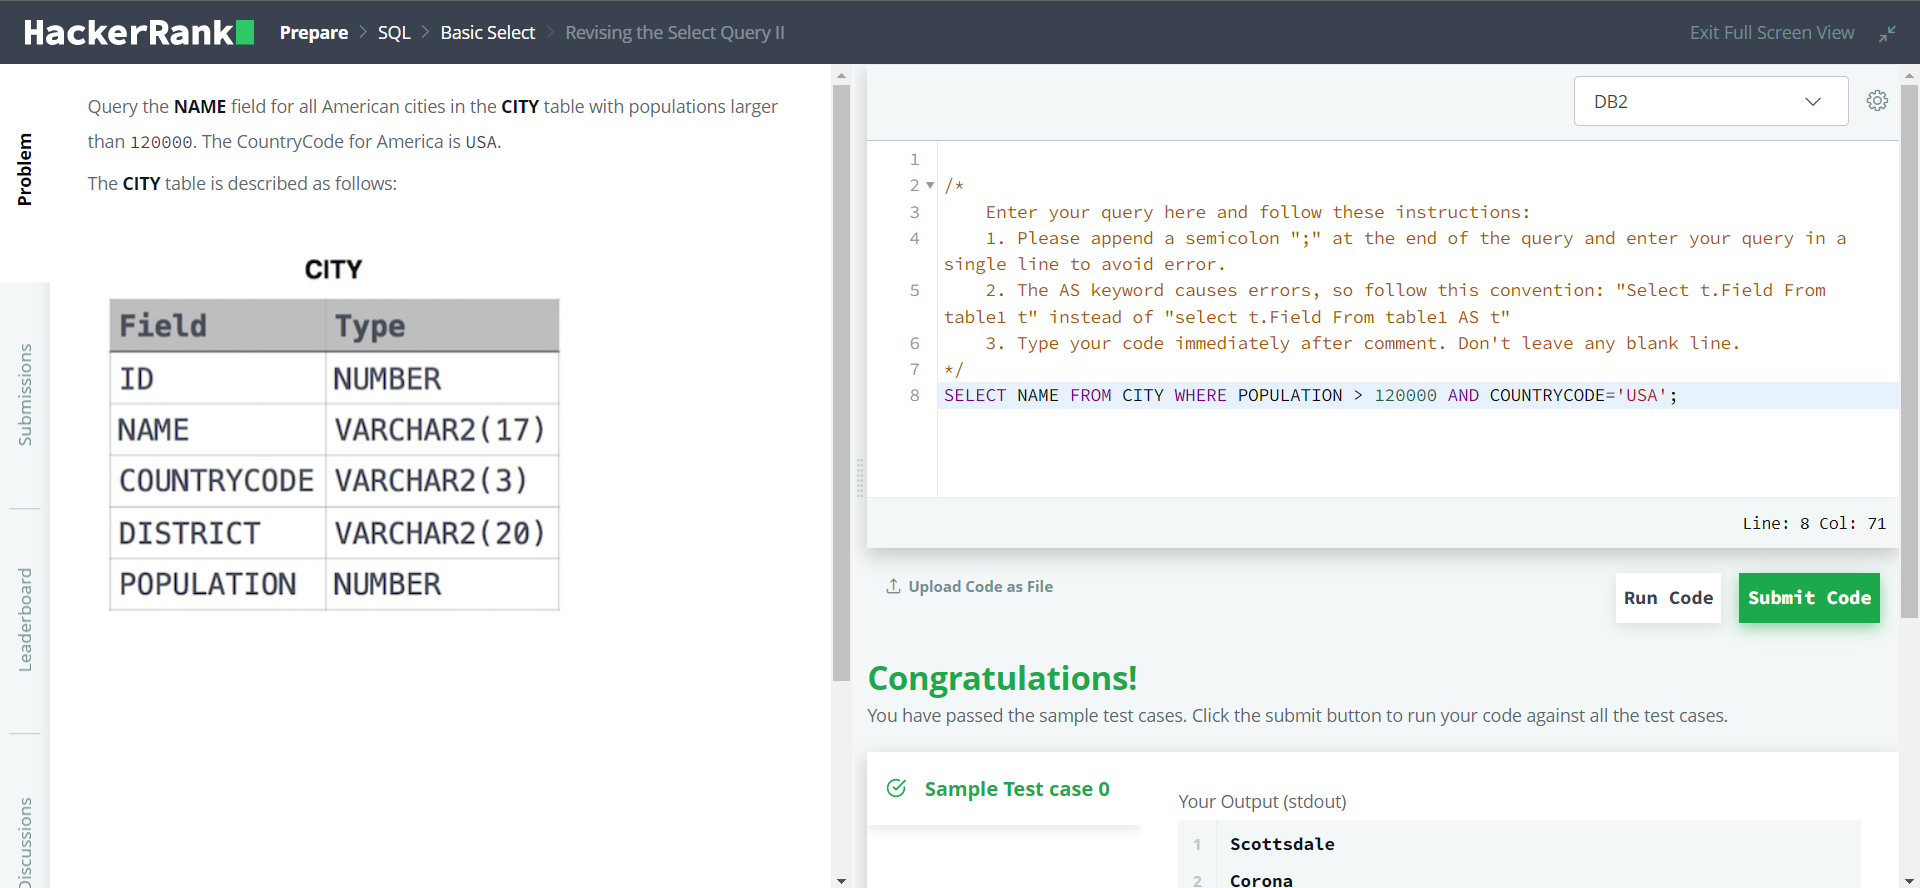 HackerRank
Prepare > SQL > Basic Select > Revising the Select Query II
Exit Full Screen View
Problem
Submissions
Leaderboard
Discussions
Query the NAME field for all American cities in the CITY table with populations larger
than 120000. The CountryCode for America is USA.
The CITY table is described as follows:
CITY
Field Type
ID NUMBER
NAME VARCHAR2(17)
COUNTRYCODE VARCHAR2(3)
DISTRICT VARCHAR2(20)
POPULATION NUMBER
DB2
1
2 /*
3 Enter your query here and follow these instructions:
4 1. Please append a semicolon ";" at the end of the query and enter your query in a
single line to avoid error.
5 2. The AS keyword causes errors, so follow this convention: "Select t.Field From
table1 t" instead of "select t.Field From table1 AS t"
6 3. Type your code immediately after comment. Don't leave any blank line.
7 */
8 SELECT NAME FROM CITY WHERE POPULATION > 120000 AND COUNTRYCODE='USA';
Line: 8 Col: 71
Upload Code as File
Run Code
Submit Code
Congratulations!
You have passed the sample test cases. Click the submit button to run your code against all the test cases.
Sample Test case 0
Your Output (stdout)
1 Scottsdale
2 Corona